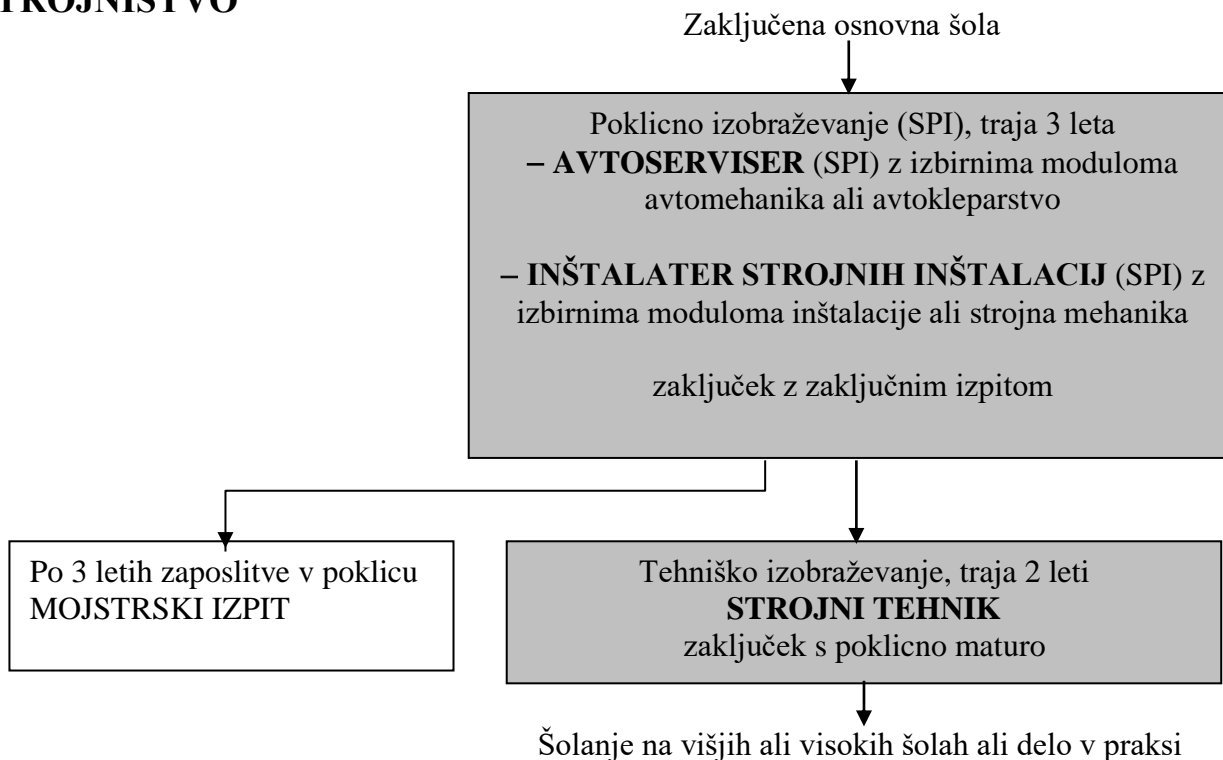 TROJNIŠTVO
Zaključena osnovna šola
Poklicno izobraževanje (SPI), traja 3 leta
– AVTOSERVISER (SPI) z izbirnima moduloma
avtomehanika ali avtokleparstvo
– INŠTALATER STROJNIH INŠTALACIJ (SPI) z
izbirnima moduloma inštalacije ali strojna mehanika
zaključek z zaključnim izpitom
Po 3 letih zaposlitve v poklicu
MOJSTRSKI IZPIT
Tehniško izobraževanje, traja 2 leti
STROJNI TEHNIK
zaključek s poklicno maturo
Šolanje na višjih ali visokih šolah ali delo v praksi